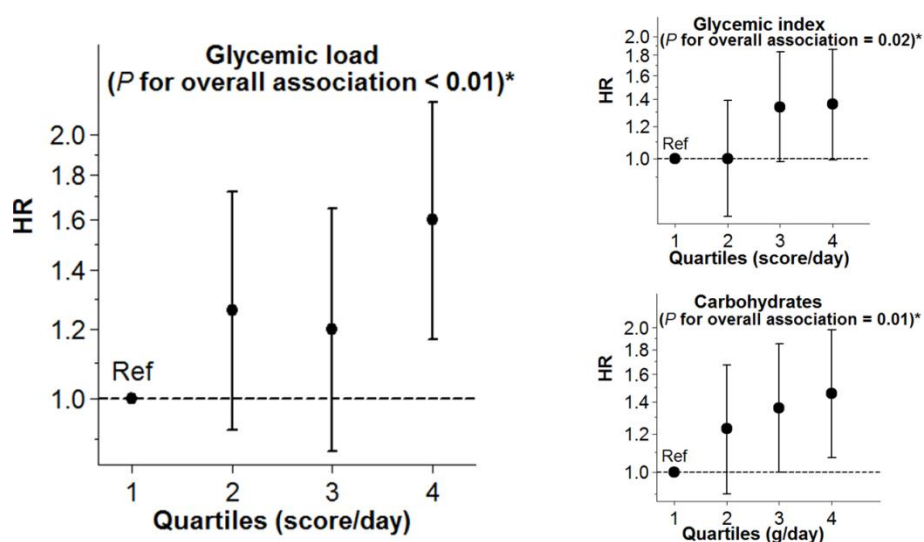 Glycemic load
(P for overall association < 0.01)*
HR
2.0
1.8
1.6
1.4
1.2
1.0
Ref
1 2 3 4
Quartiles (score/day)
Glycemic index
(P for overall association = 0.02)*
HR
2.0
1.8
1.6
1.4
1.2
1.0
Ref
1 2 3 4
Quartiles (score/day)
Carbohydrates
(P for overall association = 0.01)*
HR
2.0
1.8
1.6
1.4
1.2
1.0
Ref
1 2 3 4
Quartiles (g/day)